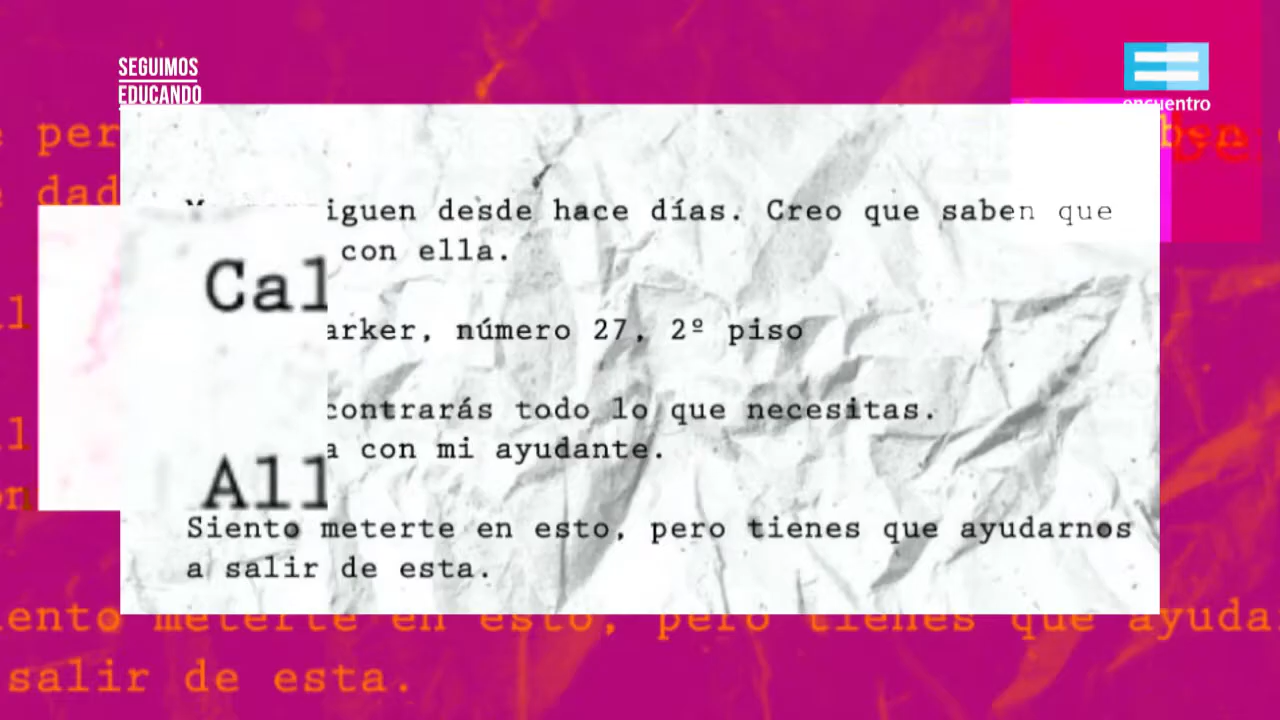 SEGUIMOS
EDUCANDO
encuentro
iguen desde hace días. Creo que saben que
con ella.
Cal
arker, número 27, 2º piso
contrarás todo lo que necesitas.
a con mi ayudante.
All
Siento meterte en esto, pero tienes que ayudarnos
a salir de esta.
iento meterte en esto, pero tienes que ayuda
salir de esta.